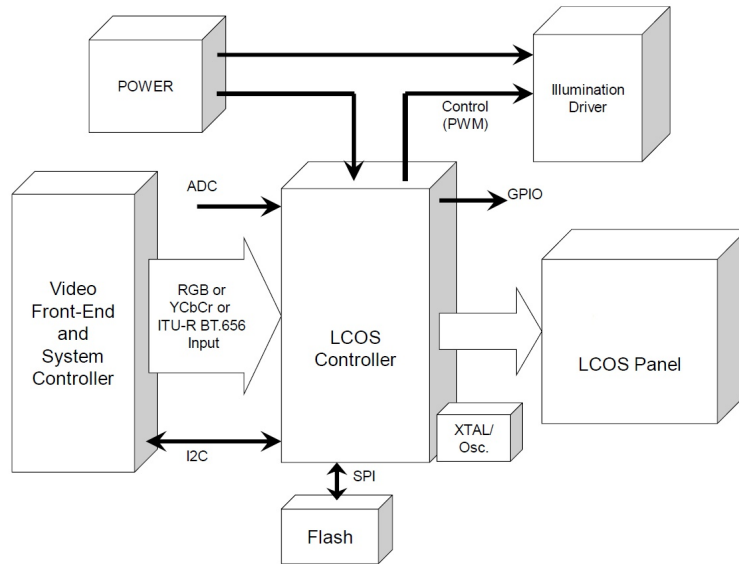 POWER
Illumination
Driver
Control
(PWM)
ADC
GPIO
Video
Front-End
and
System
Controller
RGB or
YCbCr or
ITU-R BT.656
Input
LCOS
Controller
LCOS Panel
XTAL/
Osc.
I2C
SPI
Flash